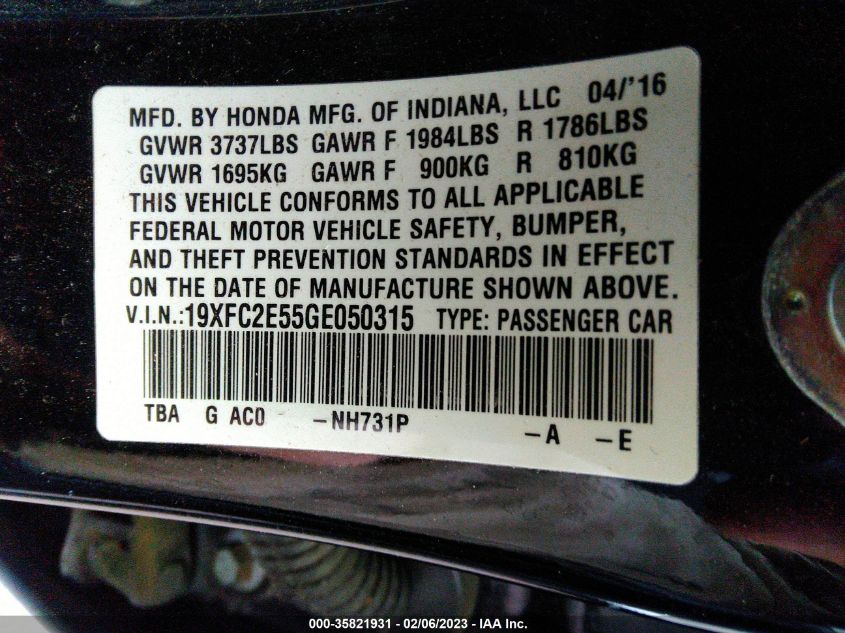 MFD. BY HONDA MFG. OF INDIANA, LLC 04/'16
GVWR 3737LBS GAWR F 1984LBS R 1786LBS
GVWR 1695KG GAWR F 900KG R 810KG
THIS VEHICLE CONFORMS TO ALL APPLICABLE
FEDERAL MOTOR VEHICLE SAFETY, BUMPER,
AND THEFT PREVENTION STANDARDS IN EFFECT
ON THE DATE OF MANUFACTURE SHOWN ABOVE.
V.I.N.:19XFC2E55GE050315 TYPE: PASSENGER CAR
TBA G AC0 -NH731P -A -E
000-35821931 - 02/06/2023 - IAA Inc.